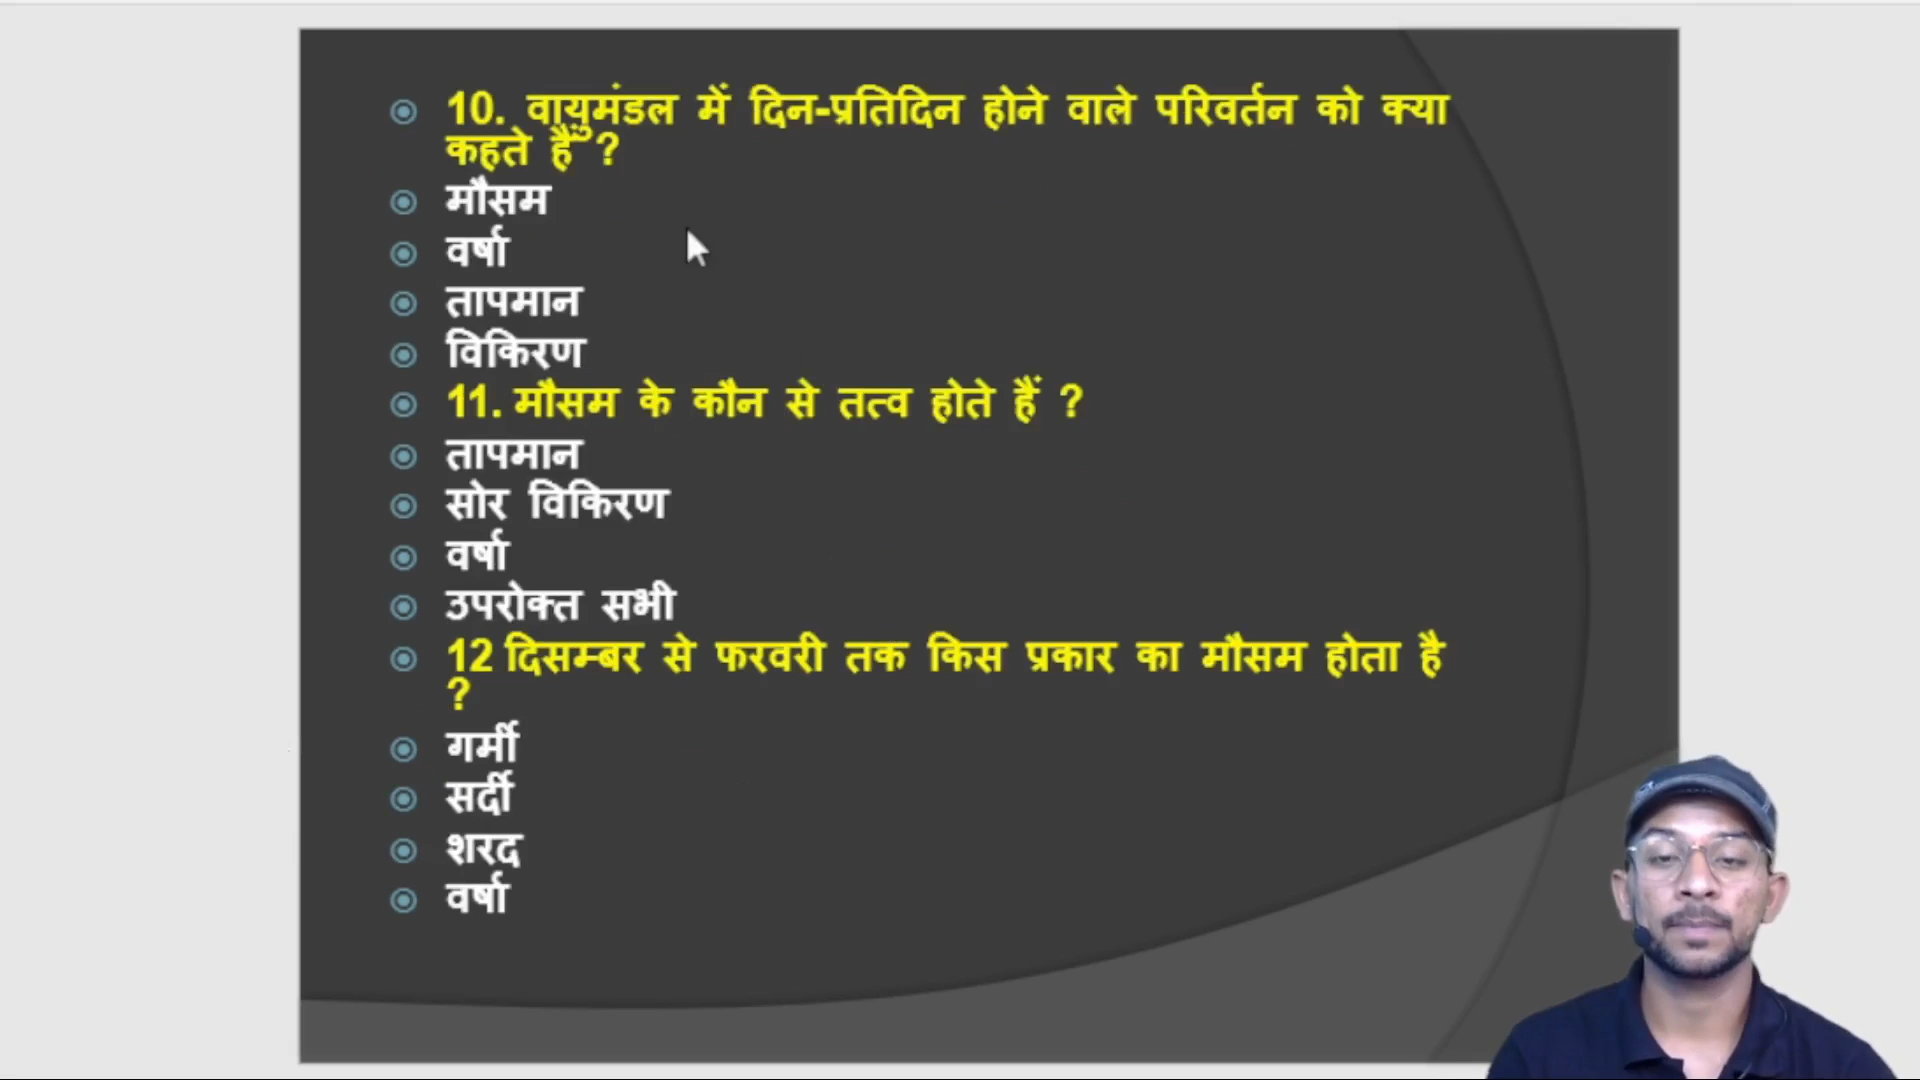 10. वायुमंडल में दिन-प्रतिदिन होने वाले परिवर्तन को क्या
कहते हैं ?
मौसम
वर्षा
तापमान
विकिरण
11. मौसम के कौन से तत्व होते हैं ?
तापमान
सोर विकिरण
वर्षा
उपरोक्त सभी
12 दिसम्बर से फरवरी तक किस प्रकार का मौसम होता है
?
गर्मी
सर्दी
शरद
वर्षा